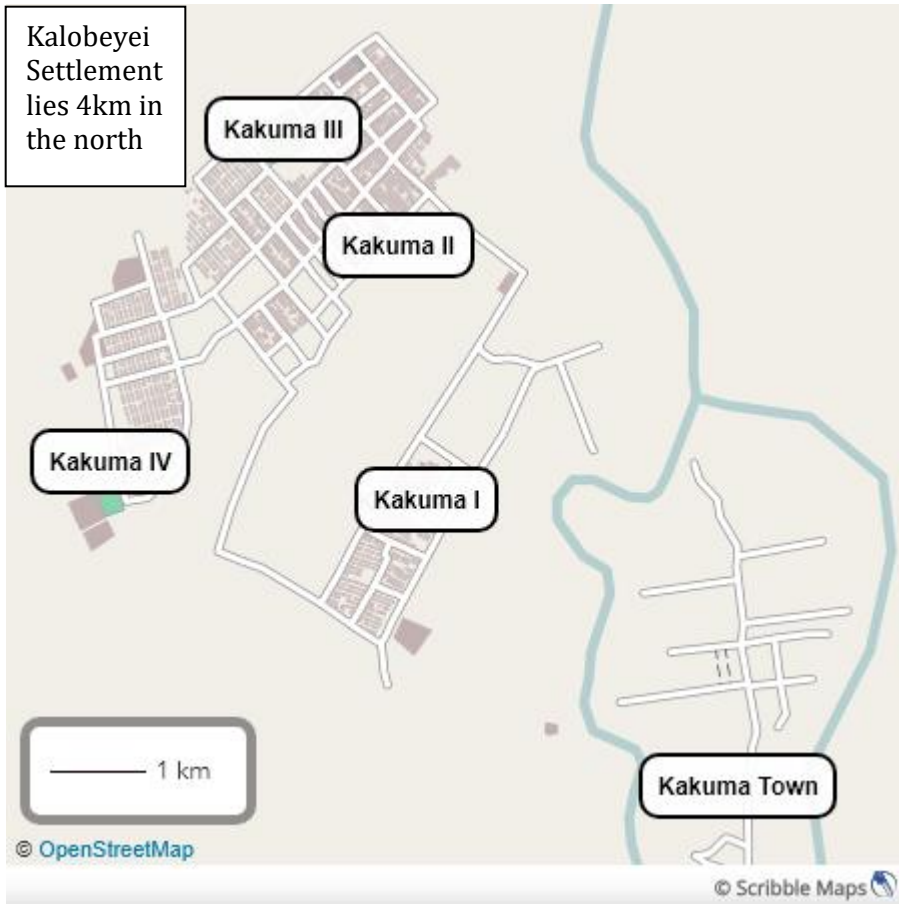 Kalobeyei
Settlement
lies 4km in
the north
Kakuma III
Kakuma II
Kakuma IV
Kakuma I
Kakuma Town
1 km
© OpenStreetMap
© Scribble Maps